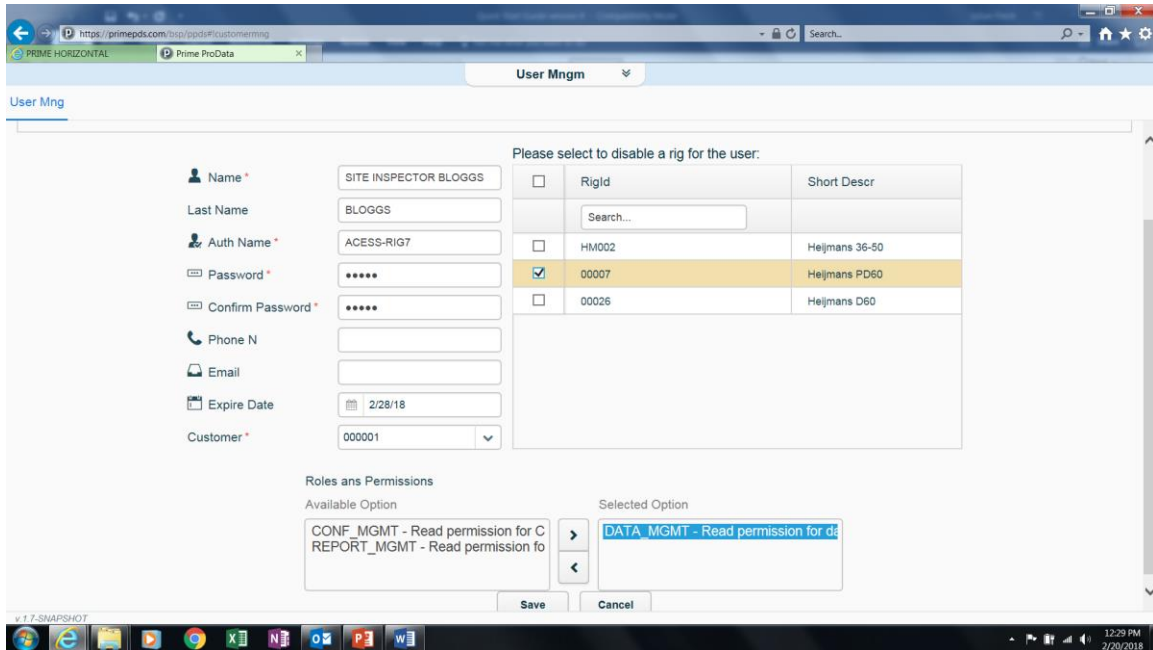 https://primepds.com/bsp/ppds#!customermng
Search...
PRIME HORIZONTAL
Prime ProData
User Mngm
User Mng
Please select to disable a rig for the user:
Name *
SITE INSPECTOR BLOGGS
Last Name
BLOGGS
Auth Name *
ACESS-RIG7
Password *
•••••
Confirm Password *
•••••
Phone N
Email
Expire Date
2/28/18
Customer *
000001
RigId
Short Descr
Search...
HM002
Heijmans 36-50
00007
Heijmans PD60
00026
Heijmans D60
Roles ans Permissions
Available Option
Selected Option
CONF_MGMT - Read permission for C
REPORT_MGMT - Read permission fo
DATA_MGMT - Read permission for da
Save
Cancel
v.1.7-SNAPSHOT
12:29 PM
2/20/2018